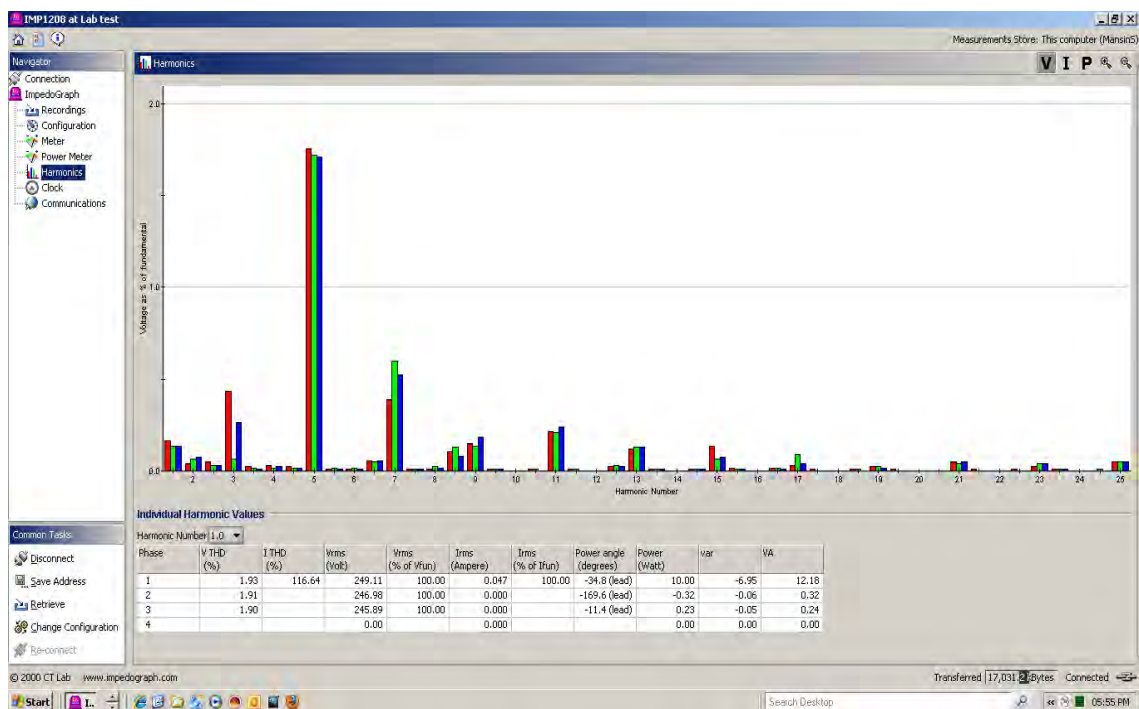 IMP1208 at Lab test
Measurements Store: This computer (Mansin5)
Navigator
Connection
ImpedoGraph
Recordings
Configuration
Meter
Power Meter
Harmonics
Clock
Communications
Harmonics
V I P
Voltage as % of fundamental
2.0
1.0
0.0
2 3 4 5 6 7 8 9 10 11 12 13 14 15 16 17 18 19 20 21 22 23 24 25
Harmonic Number
Individual Harmonic Values
Harmonic Number 1.0
Phase V THD (%) I THD (%) Vrms (Volt) Vrms (% of Vfun) Irms (Ampere) Irms (% of Ifun) Power angle (degrees) Power (Watt) var VA
1 1.93 116.64 249.11 100.00 0.047 100.00 -34.8 (lead) 10.00 -6.95 12.18
2 1.91 246.98 100.00 0.000 -169.6 (lead) -0.32 -0.06 0.32
3 1.90 245.89 100.00 0.000 -11.4 (lead) 0.23 -0.05 0.24
4 0.00 0.000 0.00 0.00 0.00
Common Tasks
Disconnect
Save Address
Retrieve
Change Configuration
Re-connect
© 2000 CT Lab www.impedograph.com
Transferred Bytes Connected
Start I.. Search Desktop 05:55 PM